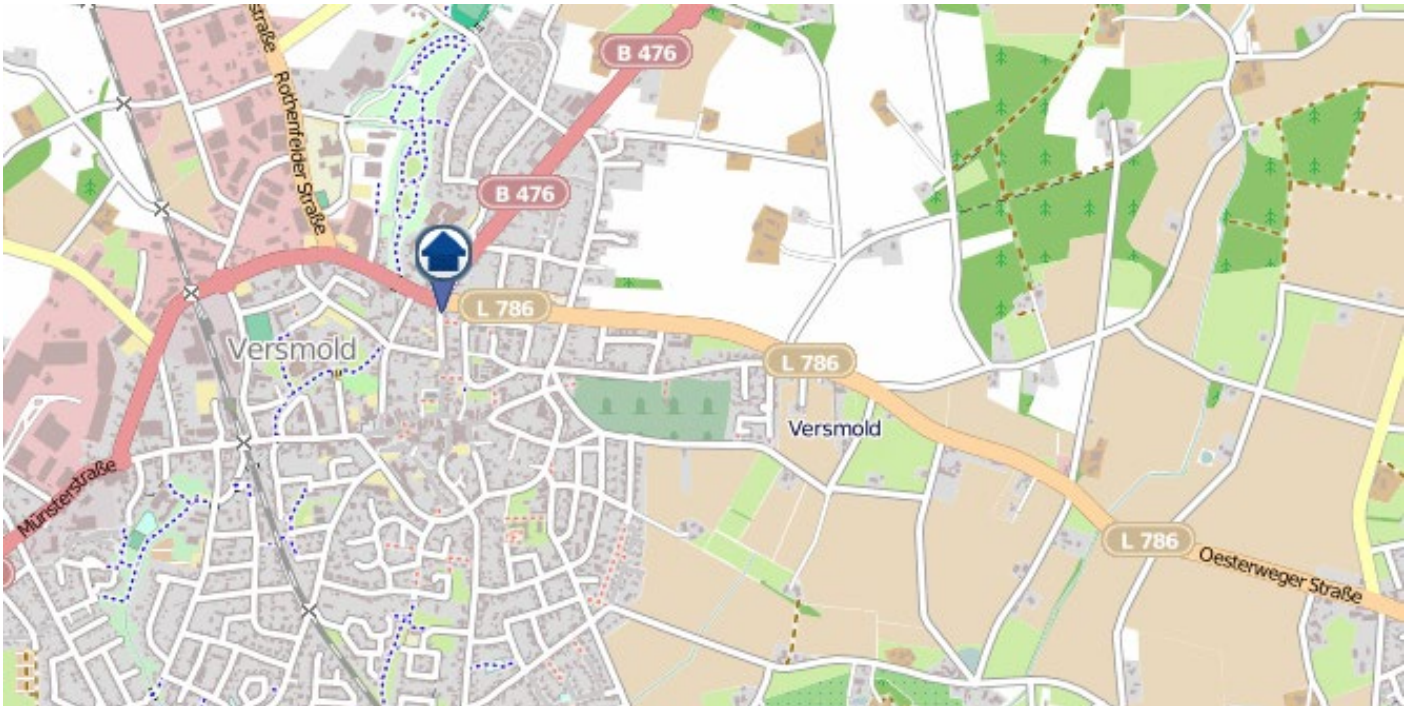 straße
B 476
Rothenfelder Straße
B 476
L 786
Versmold
L 786
Versmold
Münsterstraße
L 786
Oesterweger Straße